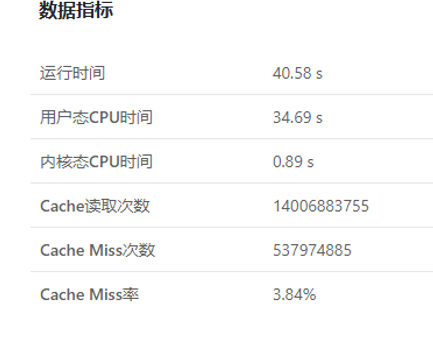 数据指标
运行时间 40.58 s
用户态CPU时间 34.69 s
内核态CPU时间 0.89 s
Cache读取次数 14006883755
Cache Miss次数 537974885
Cache Miss率 3.84%